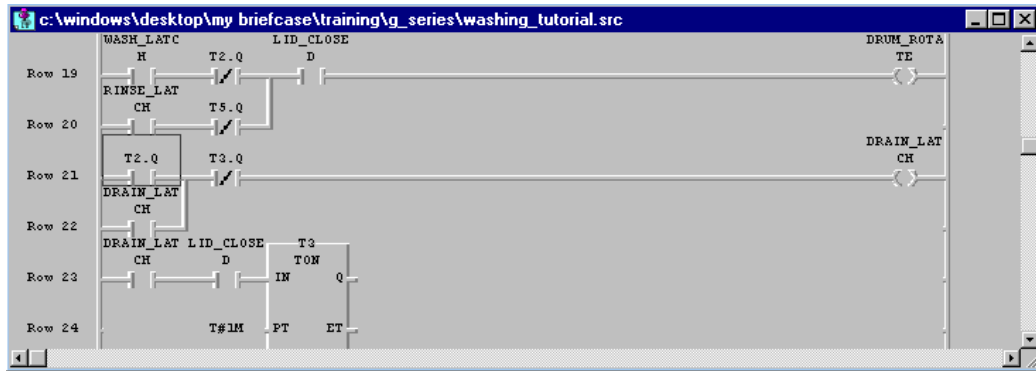 c:\windows\desktop\my briefcase\training\g_series\washing_tutorial.src
WASH_LATC LID_CLOSE DRUM_ROTA
H T2.Q D TE
Row 19
RINSE_LAT
CH T5.Q
Row 20
DRAIN_LAT
T2.Q T3.Q CH
Row 21
DRAIN_LAT
CH
Row 22
DRAIN_LAT LID_CLOSE T3
CH D TON
Row 23 IN Q
Row 24 T#1M PT ET